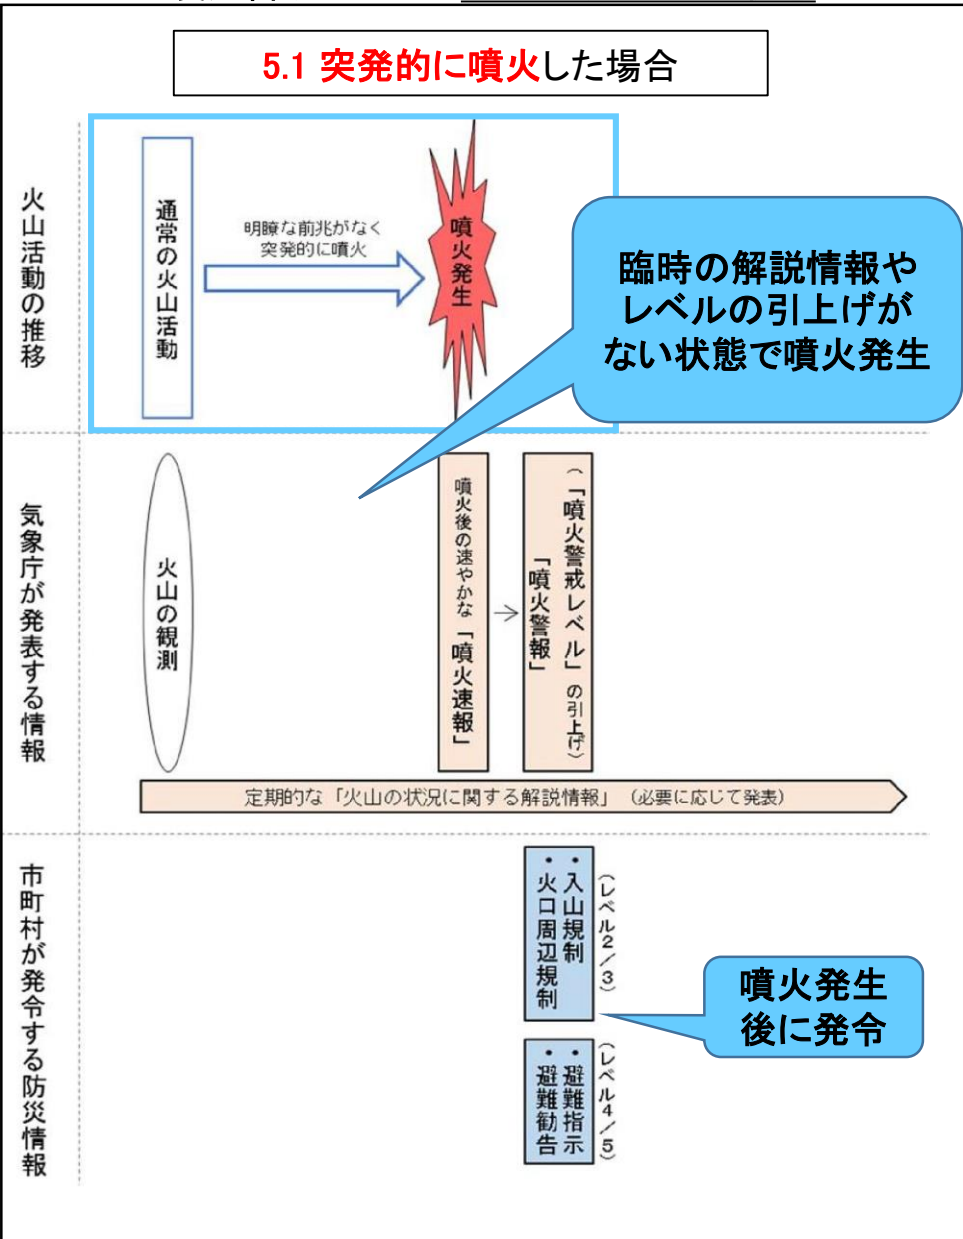 5.1 突発的に噴火した場合
火山活動の推移
通常の火山活動
明瞭な前兆がなく
突発的に噴火
噴火発生
臨時の解説情報や
レベルの引上げが
ない状態で噴火発生
気象庁が発表する情報
火山の観測
噴火後の速やかな「噴火速報」
→
(「噴火警戒レベル」の引上げ)
「噴火警報」
定期的な「火山の状況に関する解説情報」（必要に応じて発表）
市町村が発令する防災情報
(レベル2/3)
・入山規制
・火口周辺規制
噴火発生
後に発令
(レベル4/5)
・避難指示
・避難勧告